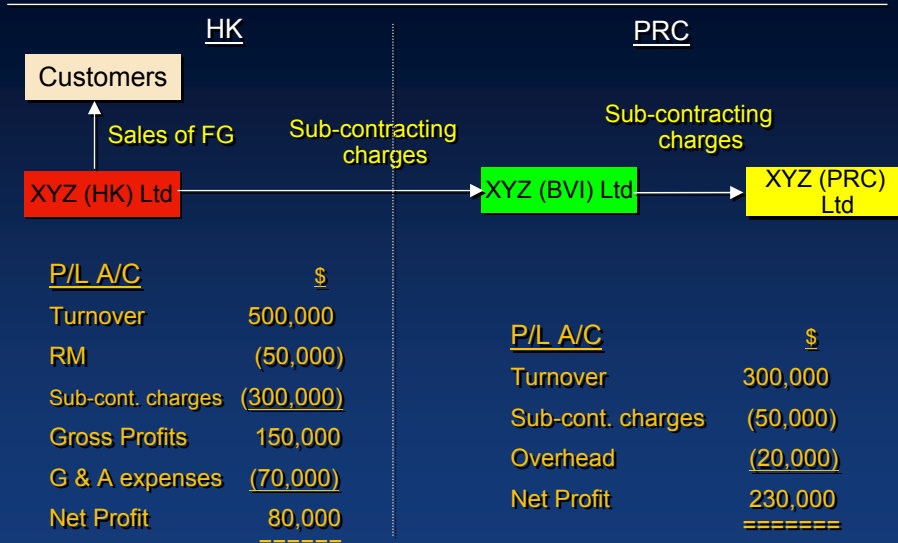 HK
PRC
Customers
Sales of FG
Sub-contracting
charges
Sub-contracting
charges
XYZ (HK) Ltd
XYZ (BVI) Ltd
XYZ (PRC)
Ltd
P/L A/C $
Turnover 500,000
RM (50,000)
Sub-cont. charges (300,000)
Gross Profits 150,000
G & A expenses (70,000)
Net Profit 80,000
======
P/L A/C $
Turnover 300,000
Sub-cont. charges (50,000)
Overhead (20,000)
Net Profit 230,000
=======